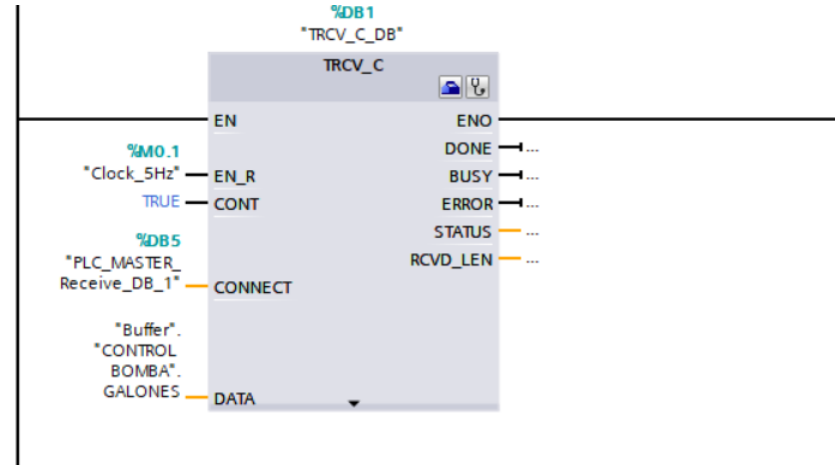 %DB1
"TRCV_C_DB"
TRCV_C
EN
ENO
DONE
...
%M0.1
"Clock_5Hz"
EN_R
BUSY
...
TRUE
CONT
ERROR
...
STATUS
...
%DB5
"PLC_MASTER_
Receive_DB_1"
CONNECT
RCVD_LEN
...
"Buffer".
"CONTROL
BOMBA".
GALONES
DATA